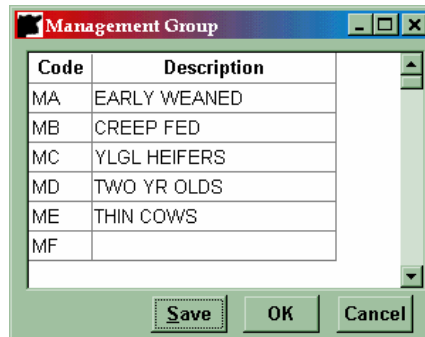 Management Group
Code Description
MA EARLY WEANED
MB CREEP FED
MC YLGL HEIFERS
MD TWO YR OLDS
ME THIN COWS
MF
Save OK Cancel